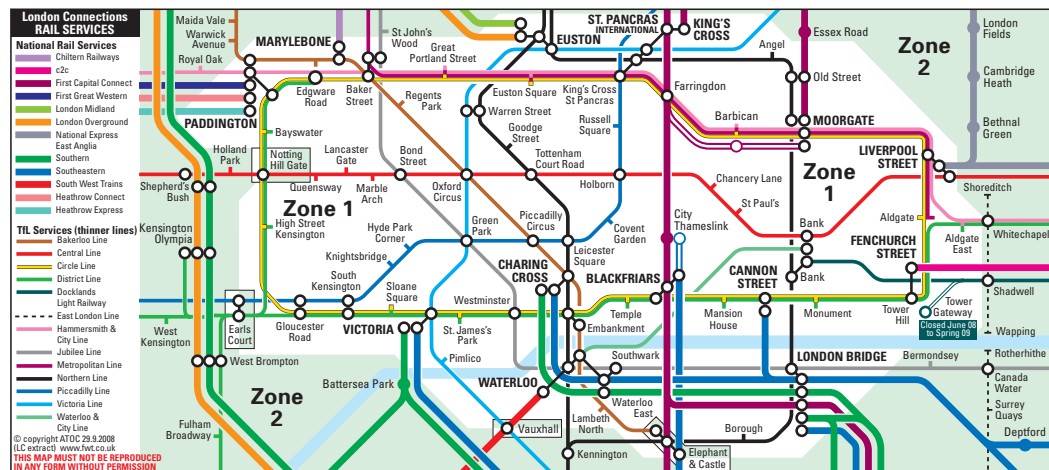 London Connections
RAIL SERVICES
National Rail Services
Chiltern Railways
c2c
First Capital Connect
First Great Western
London Midland
London Overground
National Express
East Anglia
Southern
Southeastern
South West Trains
Heathrow Connect
Heathrow Express
TfL Services (thinner lines)
Bakerloo Line
Central Line
Circle Line
District Line
Docklands
Light Railway
East London Line
Hammersmith &
City Line
Jubilee Line
Metropolitan Line
Northern Line
Piccadilly Line
Victoria Line
Waterloo &
City Line
© copyright ATOC 29.9.2008
(LC extract) www.fwt.co.uk
THIS MAP MUST NOT BE REPRODUCED
IN ANY FORM WITHOUT PERMISSION
Maida Vale
Warwick
Avenue
Royal Oak
MARYLEBONE
St John's
Wood
Great
Portland Street
EUSTON
ST. PANCRAS
INTERNATIONAL
KING'S
CROSS
Angel
Essex Road
Zone
2
London
Fields
Cambridge
Heath
Bethnal
Green
Old Street
PADDINGTON
Edgware
Road
Baker
Street
Regents
Park
Euston Square
King's Cross
St Pancras
Farringdon
Barbican
MOORGATE
LIVERPOOL
STREET
Bayswater
Warren Street
Goodge
Street
Russell
Square
Holland
Park
Notting
Hill Gate
Lancaster
Gate
Bond
Street
Tottenham
Court Road
Shepherd's
Bush
Queensway
Marble
Arch
Oxford
Circus
Holborn
Chancery Lane
St Paul's
Zone
1
Shoreditch
Zone 1
Kensington
Olympia
High Street
Kensington
Hyde Park
Corner
Green
Park
Piccadilly
Circus
Covent
Garden
City
Thameslink
Bank
Aldgate
Whitechapel
Knightsbridge
Leicester
Square
FENCHURCH
STREET
Aldgate
East
South
Kensington
CHARING
CROSS
BLACKFRIARS
CANNON
STREET
Bank
Shadwell
Sloane
Square
Westminster
Temple
Mansion
House
Monument
Tower
Hill
Tower
Gateway
Closed June 08
to Spring 09
West
Kensington
Earls
Court
Gloucester
Road
VICTORIA
St. James's
Park
Embankment
Wapping
West Brompton
Pimlico
Southwark
LONDON BRIDGE
Bermondsey
Rotherhithe
Battersea Park
WATERLOO
Canada
Water
Zone
2
Waterloo
East
Surrey
Quays
Fulham
Broadway
Vauxhall
Lambeth
North
Borough
Deptford
Kennington
Elephant
& Castle